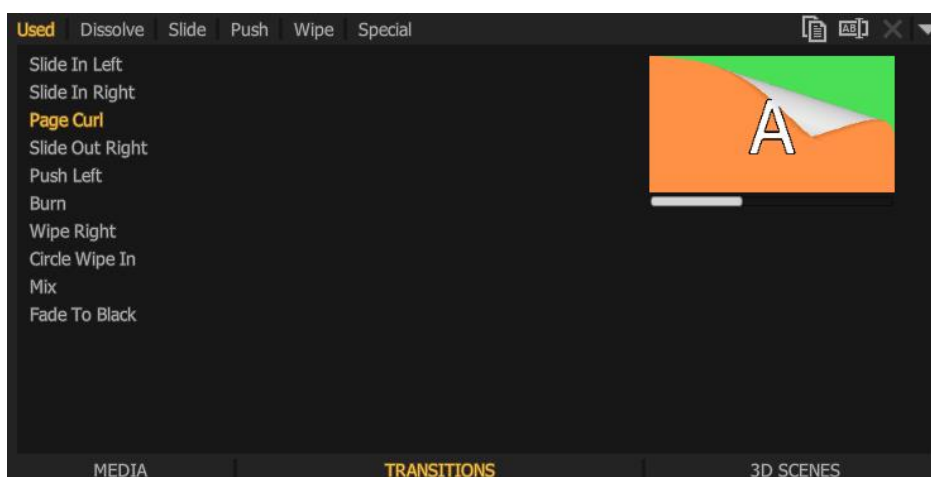 Used Dissolve Slide Push Wipe Special
AB
Slide In Left
Slide In Right
Page Curl
Slide Out Right
Push Left
Burn
Wipe Right
Circle Wipe In
Mix
Fade To Black
A
MEDIA TRANSITIONS 3D SCENES